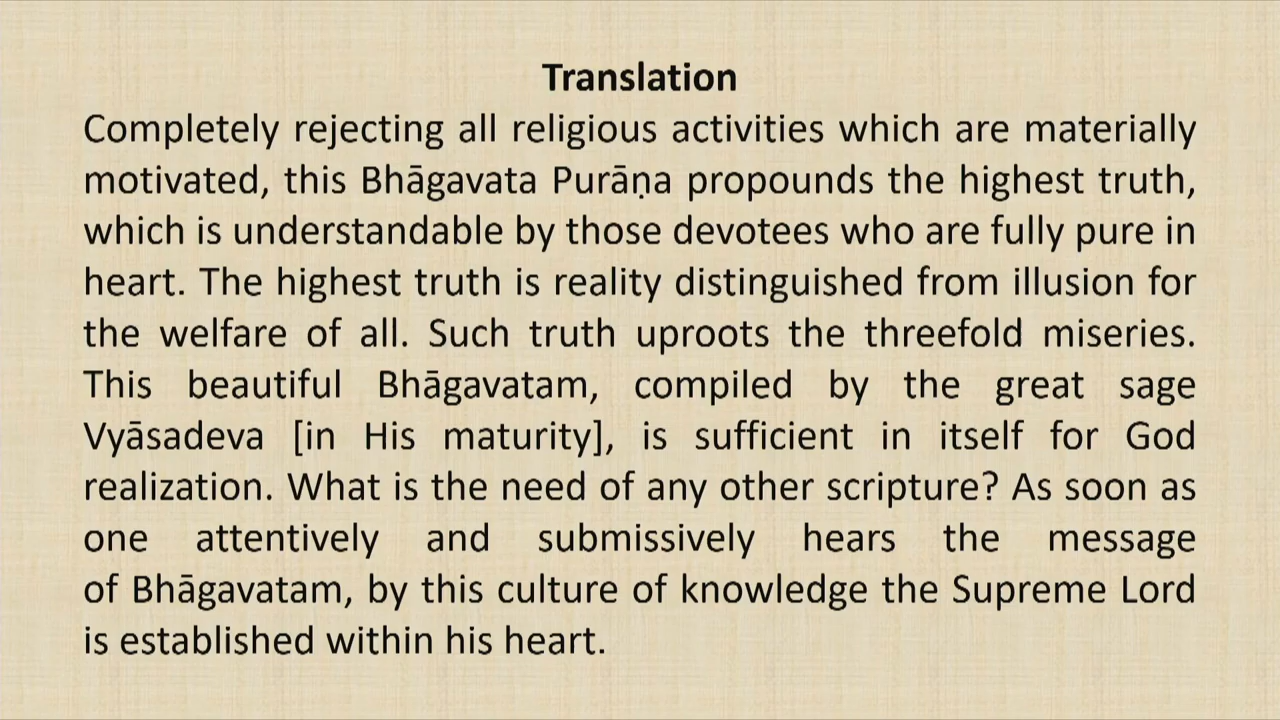 Translation
Completely rejecting all religious activities which are materially
motivated, this Bhāgavata Purāṇa propounds the highest truth,
which is understandable by those devotees who are fully pure in
heart. The highest truth is reality distinguished from illusion for
the welfare of all. Such truth uproots the threefold miseries.
This beautiful Bhāgavatam, compiled by the great sage
Vyāsadeva [in His maturity], is sufficient in itself for God
realization. What is the need of any other scripture? As soon as
one attentively and submissively hears the message
of Bhāgavatam, by this culture of knowledge the Supreme Lord
is established within his heart.